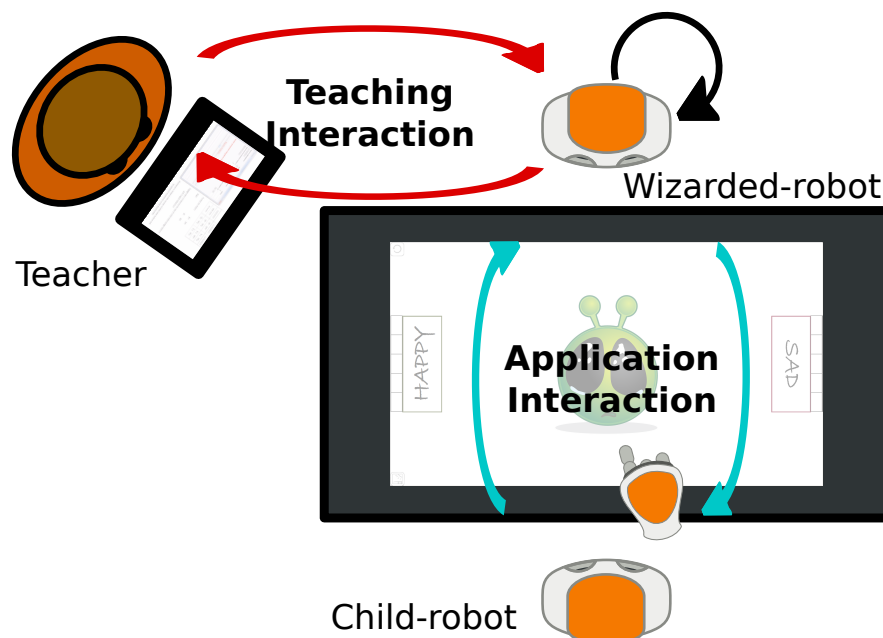 Teaching
Interaction
Wizarded-robot
Teacher
HAPPY
Application
Interaction
SAD
Child-robot